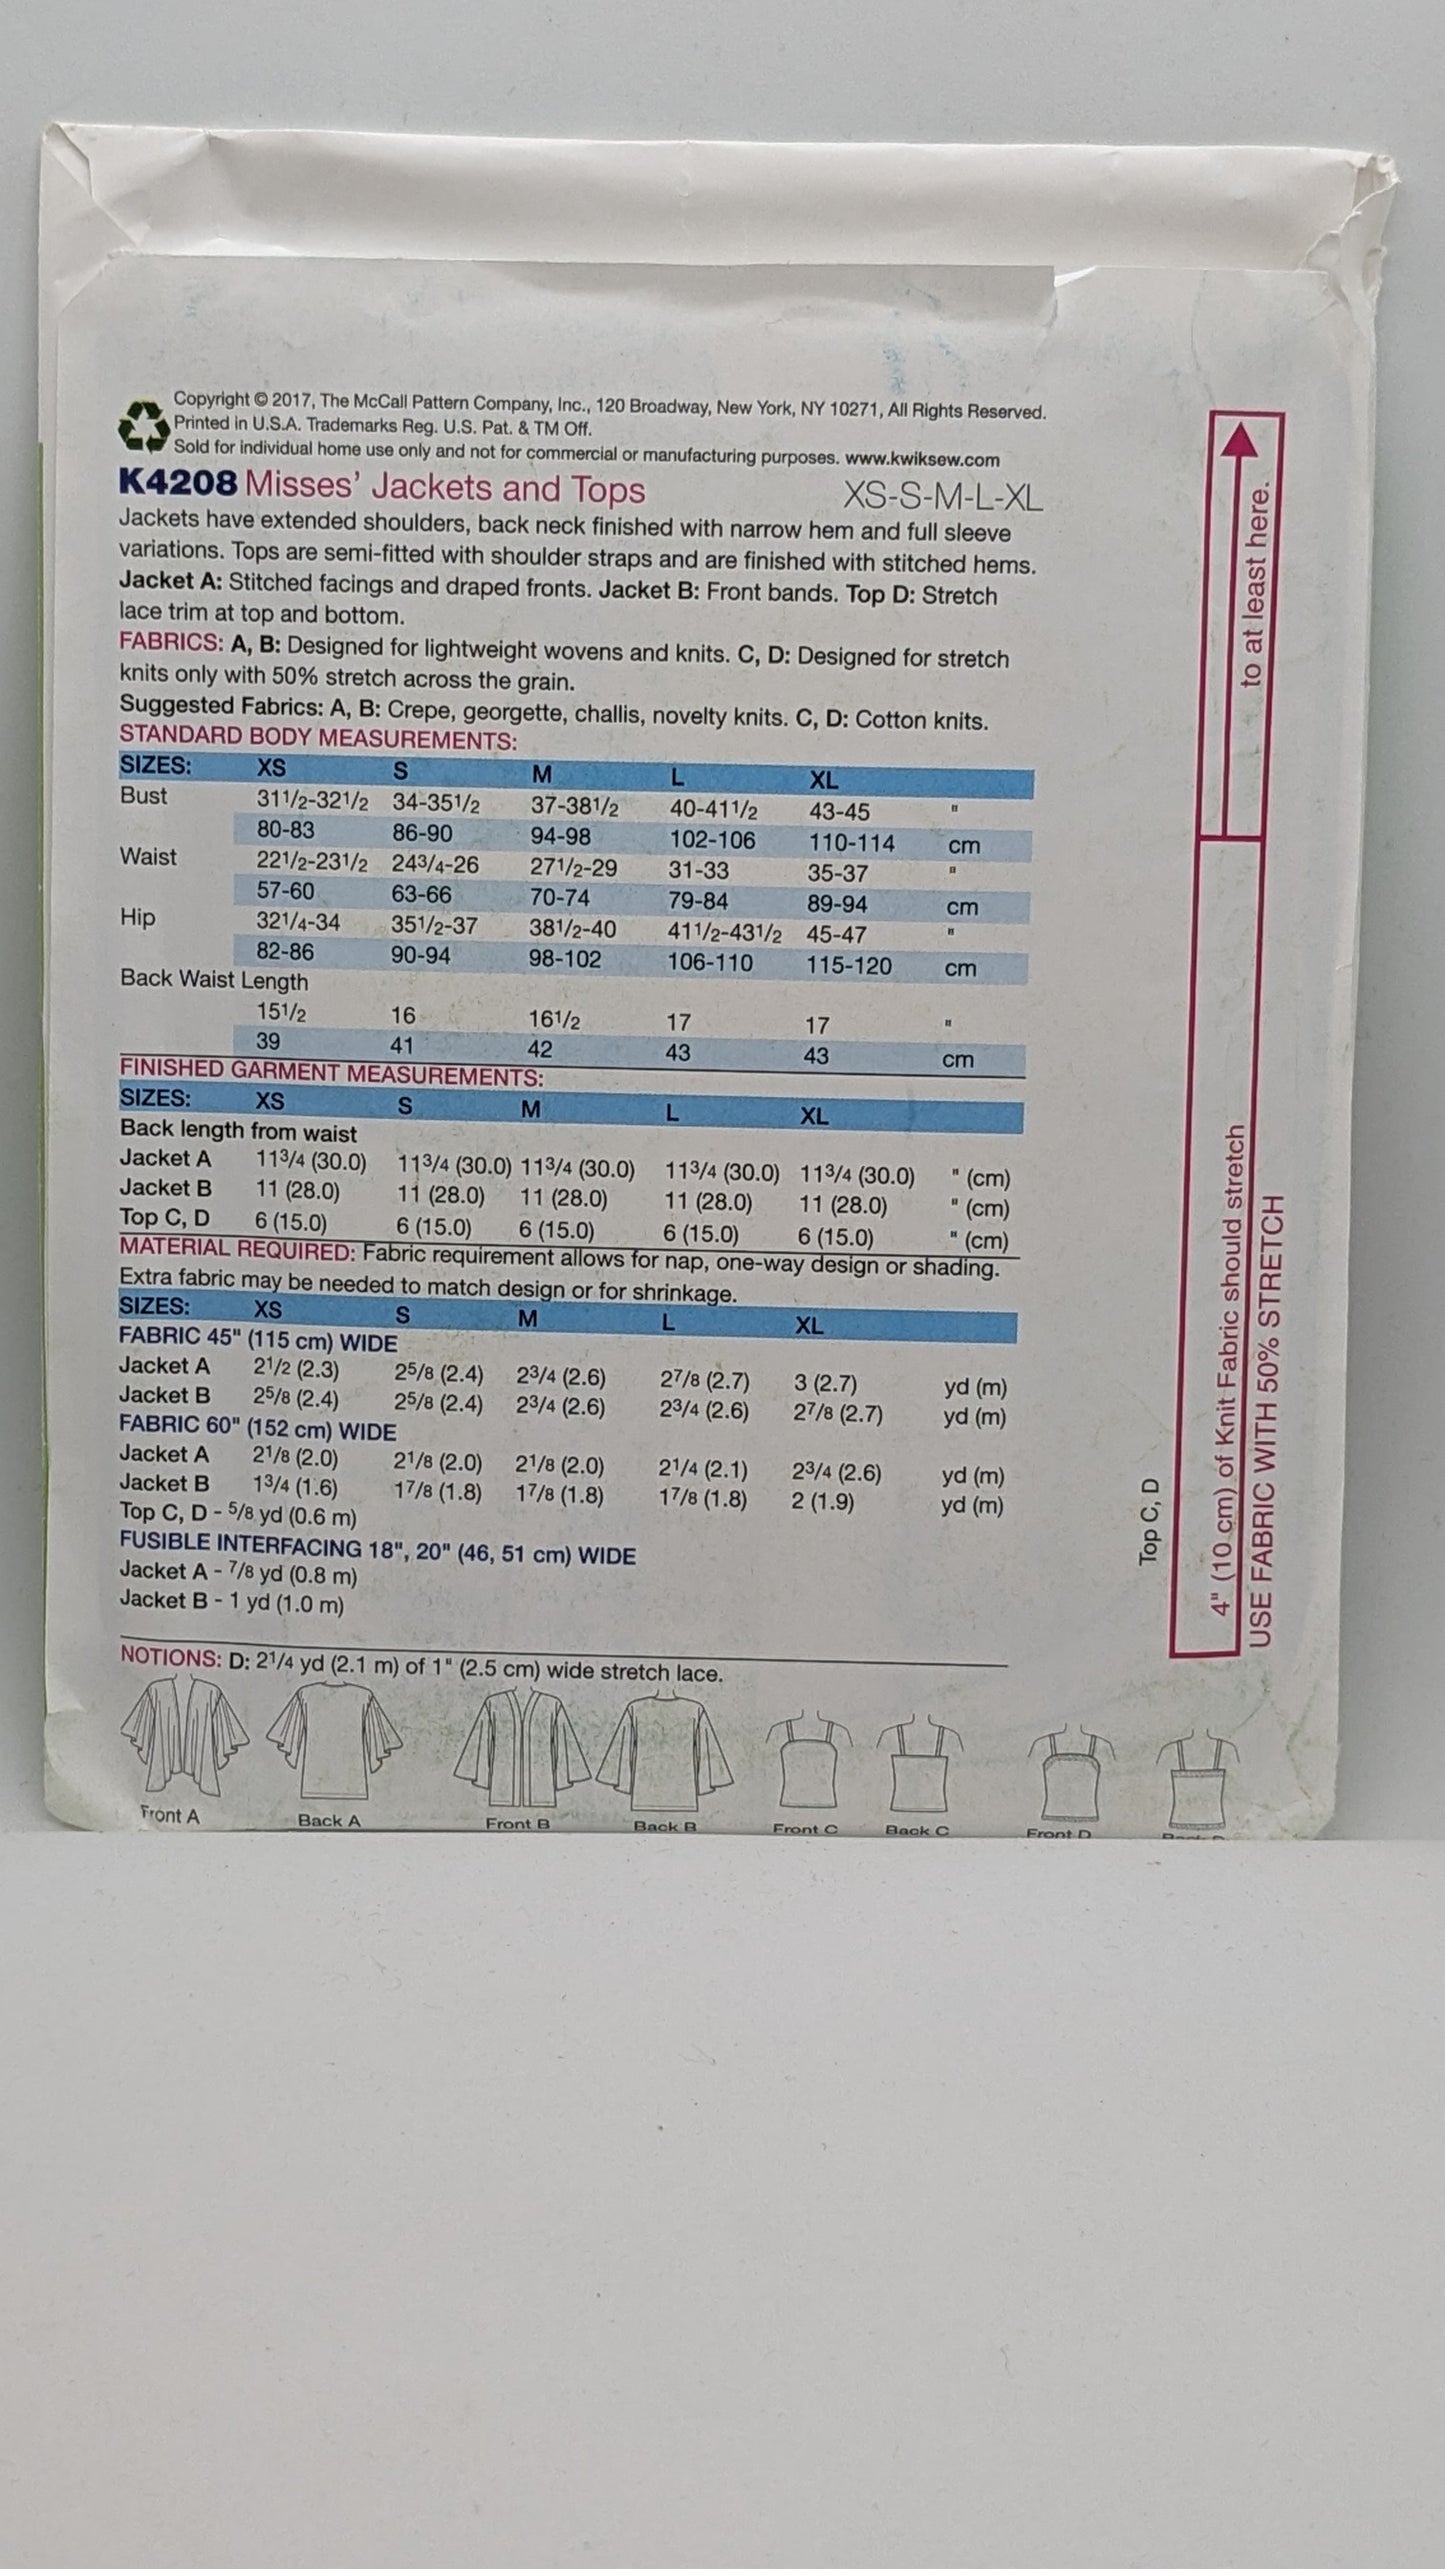 Copyright © 2017, The McCall Pattern Company, Inc., 120 Broadway, New York, NY 10271, All Rights Reserved.
Printed in U.S.A. Trademarks Reg. U.S. Pat. & TM Off.
Sold for individual home use only and not for commercial or manufacturing purposes. www.kwiksew.com
K4208 Misses' Jackets and Tops XS-S-M-L-XL
Jackets have extended shoulders, back neck finished with narrow hem and full sleeve
variations. Tops are semi-fitted with shoulder straps and are finished with stitched hems.
Jacket A: Stitched facings and draped fronts. Jacket B: Front bands. Top D: Stretch
lace trim at top and bottom.
FABRICS: A, B: Designed for lightweight wovens and knits. C, D: Designed for stretch
knits only with 50% stretch across the grain.
Suggested Fabrics: A, B: Crepe, georgette, challis, novelty knits. C, D: Cotton knits.
STANDARD BODY MEASUREMENTS:
SIZES: XS S M L XL
Bust 311/2-321/2 34-351/2 37-381/2 40-411/2 43-45 "
80-83 86-90 94-98 102-106 110-114 cm
Waist 221/2-231/2 243/4-26 271/2-29 31-33 35-37 "
57-60 63-66 70-74 79-84 89-94 cm
Hip 321/4-34 351/2-37 381/2-40 411/2-431/2 45-47 "
82-86 90-94 98-102 106-110 115-120 cm
Back Waist Length
151/2 16 161/2 17 17 "
39 41 42 43 43 cm
FINISHED GARMENT MEASUREMENTS:
SIZES: XS S M L XL
Back length from waist
Jacket A 113/4 (30.0) 113/4 (30.0) 113/4 (30.0) 113/4 (30.0) 113/4 (30.0) " (cm)
Jacket B 11 (28.0) 11 (28.0) 11 (28.0) 11 (28.0) 11 (28.0) " (cm)
Top C, D 6 (15.0) 6 (15.0) 6 (15.0) 6 (15.0) 6 (15.0) " (cm)
MATERIAL REQUIRED: Fabric requirement allows for nap, one-way design or shading.
Extra fabric may be needed to match design or for shrinkage.
SIZES: XS S M L XL
FABRIC 45" (115 cm) WIDE
Jacket A 21/2 (2.3) 25/8 (2.4) 23/4 (2.6) 27/8 (2.7) 3 (2.7) yd (m)
Jacket B 25/8 (2.4) 25/8 (2.4) 23/4 (2.6) 23/4 (2.6) 27/8 (2.7) yd (m)
FABRIC 60" (152 cm) WIDE
Jacket A 21/8 (2.0) 21/8 (2.0) 21/8 (2.0) 21/4 (2.1) 23/4 (2.6) yd (m)
Jacket B 13/4 (1.6) 17/8 (1.8) 17/8 (1.8) 17/8 (1.8) 2 (1.9) yd (m)
Top C, D - 5/8 yd (0.6 m)
FUSIBLE INTERFACING 18", 20" (46, 51 cm) WIDE
Jacket A - 7/8 yd (0.8 m)
Jacket B - 1 yd (1.0 m)
NOTIONS: D: 21/4 yd (2.1 m) of 1" (2.5 cm) wide stretch lace.
Front A Back A Front B Back B Front C Back C Front D
Top C, D
4" (10 cm) of Knit Fabric should stretch
to at least here.
USE FABRIC WITH 50% STRETCH